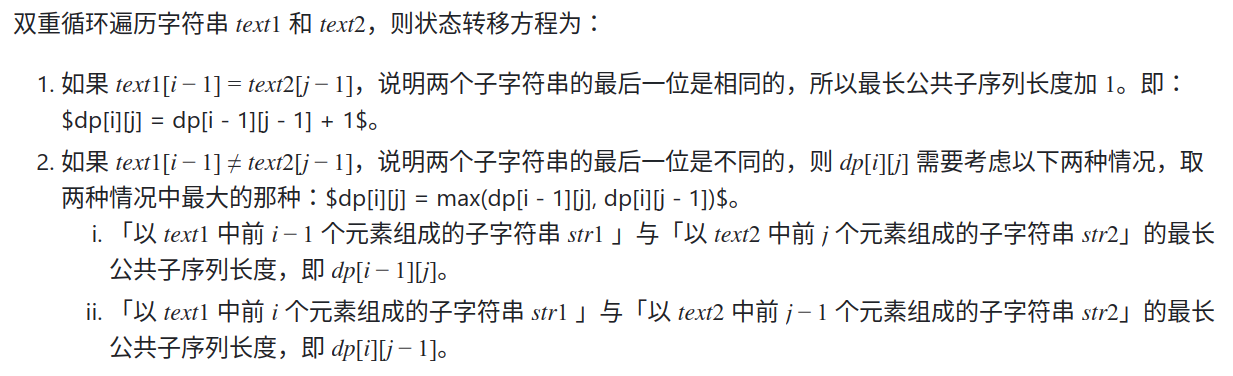 双重循环遍历字符串 text1 和 text2，则状态转移方程为：
1. 如果 text1[i − 1] = text2[j − 1]，说明两个子字符串的最后一位是相同的，所以最长公共子序列长度加 1。即：
$dp[i][j] = dp[i - 1][j - 1] + 1$。
2. 如果 text1[i − 1] ≠ text2[j − 1]，说明两个子字符串的最后一位是不同的，则 dp[i][j] 需要考虑以下两种情况，取
两种情况中最大的那种：$dp[i][j] = max(dp[i - 1][j], dp[i][j - 1])$。
i. 「以 text1 中前 i − 1 个元素组成的子字符串 str1 」与「以 text2 中前 j 个元素组成的子字符串 str2」的最长
公共子序列长度，即 dp[i − 1][j]。
ii. 「以 text1 中前 i 个元素组成的子字符串 str1 」与「以 text2 中前 j − 1 个元素组成的子字符串 str2」的最长
公共子序列长度，即 dp[i][j − 1]。